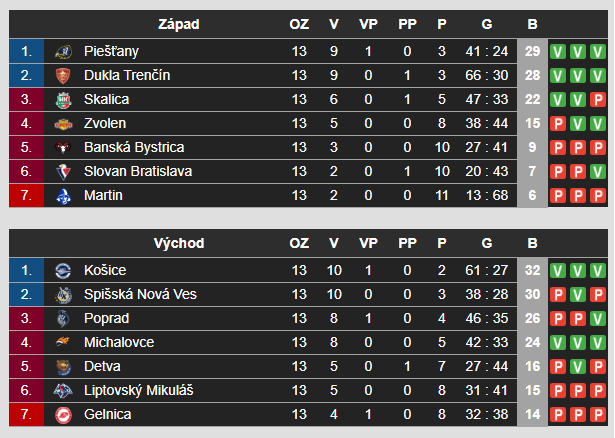 Západ OZ V VP PP P G B
1. Piešťany 13 9 1 0 3 41 : 24 29 V V V
2. Dukla Trenčín 13 9 0 1 3 66 : 30 28 V V V
3. Skalica 13 6 0 1 5 47 : 33 22 V V P
4. Zvolen 13 5 0 0 8 38 : 44 15 P V V
5. Banská Bystrica 13 3 0 0 10 27 : 41 9 P P P
6. Slovan Bratislava 13 2 0 1 10 20 : 43 7 P P V
7. Martin 13 2 0 0 11 13 : 68 6 P P P
Východ OZ V VP PP P G B
1. Košice 13 10 1 0 2 61 : 27 32 V V V
2. Spišská Nová Ves 13 10 0 0 3 38 : 28 30 P V P
3. Poprad 13 8 1 0 4 46 : 35 26 P P V
4. Michalovce 13 8 0 0 5 42 : 33 24 V V V
5. Detva 13 5 0 1 7 27 : 44 16 P V P
6. Liptovský Mikuláš 13 5 0 0 8 31 : 41 15 P P P
7. Gelnica 13 4 1 0 8 32 : 38 14 P P P